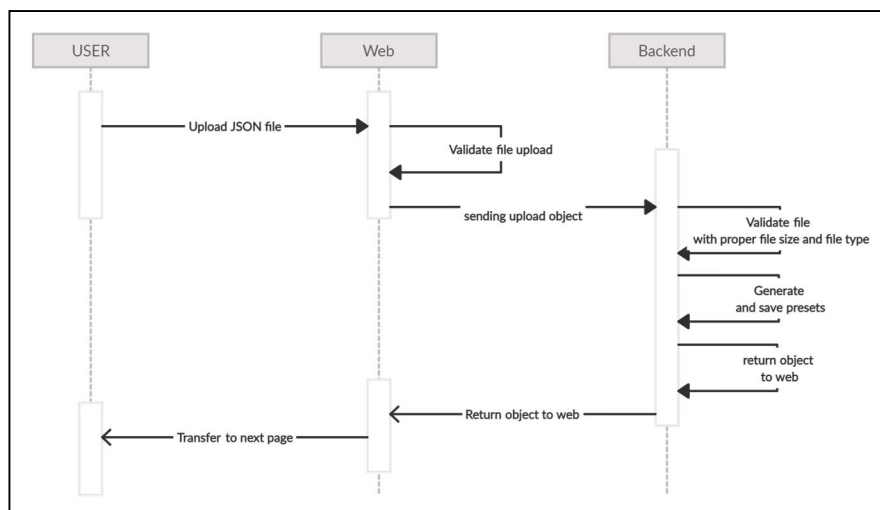 USER
Web
Backend
Upload JSON file
Validate file upload
sending upload object
Validate file
with proper file size and file type
Generate
and save presets
return object
to web
Return object to web
Transfer to next page